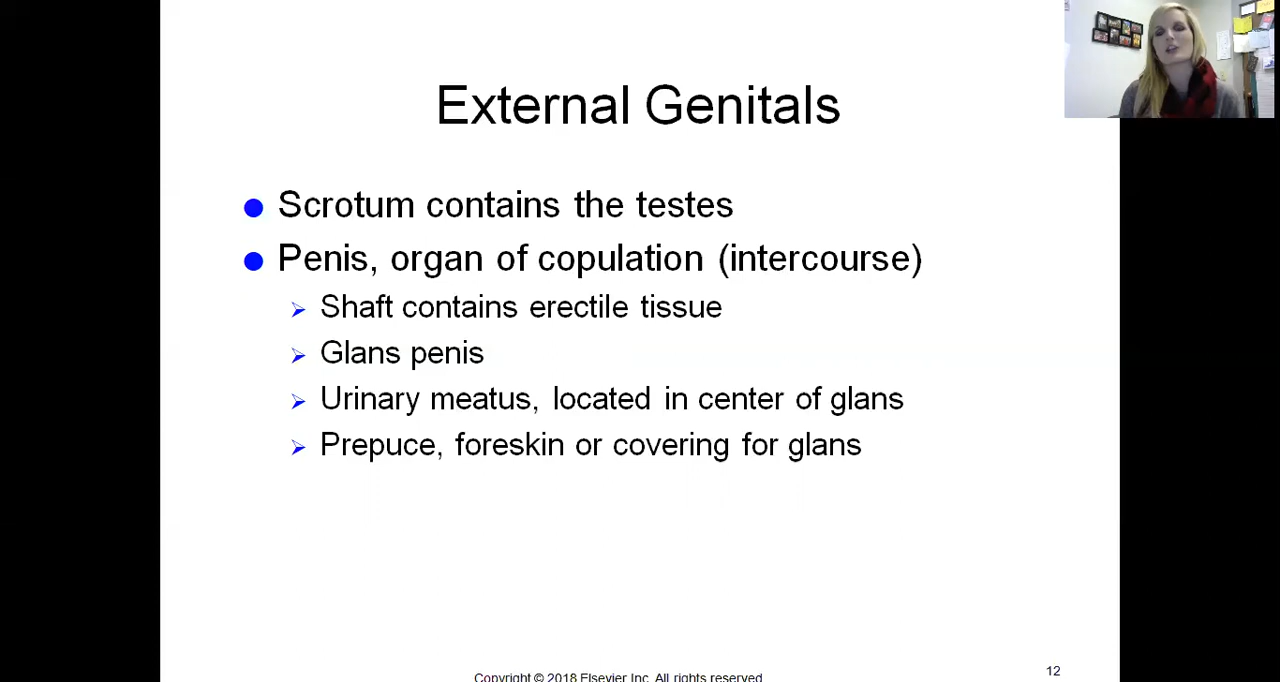 External Genitals
Scrotum contains the testes
Penis, organ of copulation (intercourse)
Shaft contains erectile tissue
Glans penis
Urinary meatus, located in center of glans
Prepuce, foreskin or covering for glans
Copyright © 2018 Elsevier Inc. All rights reserved
12